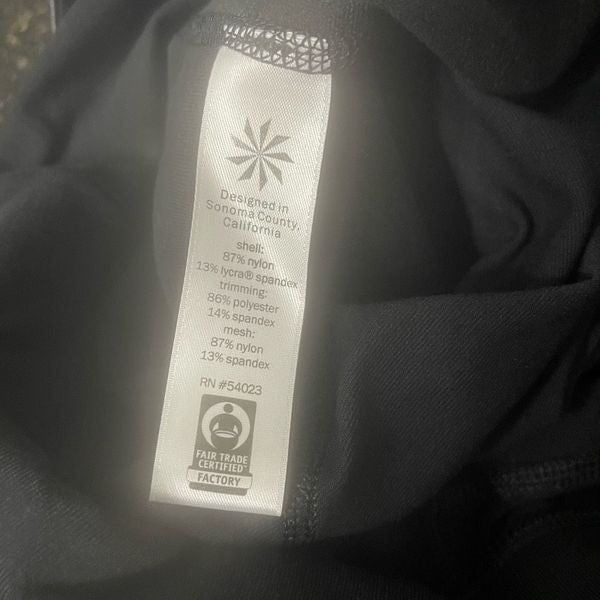 Designed in
Sonoma County,
California
shell:
87% nylon
13% lycra® spandex
trimming:
86% polyester
14% spandex
mesh:
87% nylon
13% spandex
RN #54023
FAIR TRADE
CERTIFIED™
FACTORY